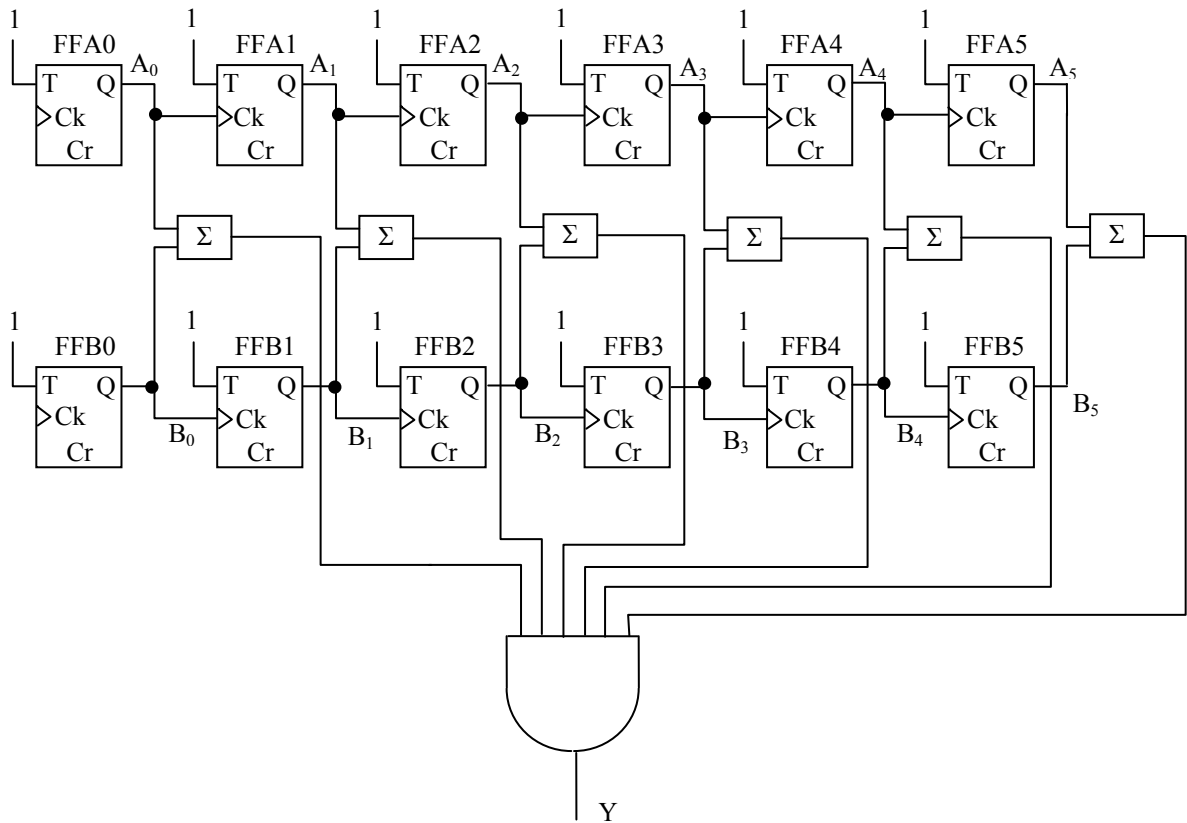 1 1 1 1 1 1
FFA0 FFA1 FFA2 FFA3 FFA4 FFA5
T Q A₀ T Q A₁ T Q A₂ T Q A₃ T Q A₄ T Q A₅
Ck Ck Ck Ck Ck Ck
Cr Cr Cr Cr Cr Cr
Σ Σ Σ Σ Σ Σ
1 1 1 1 1 1
FFB0 FFB1 FFB2 FFB3 FFB4 FFB5
T Q T Q T Q T Q T Q T Q
Ck Ck Ck Ck Ck Ck
B₀ B₁ B₂ B₃ B₄ B₅
Cr Cr Cr Cr Cr Cr
Y